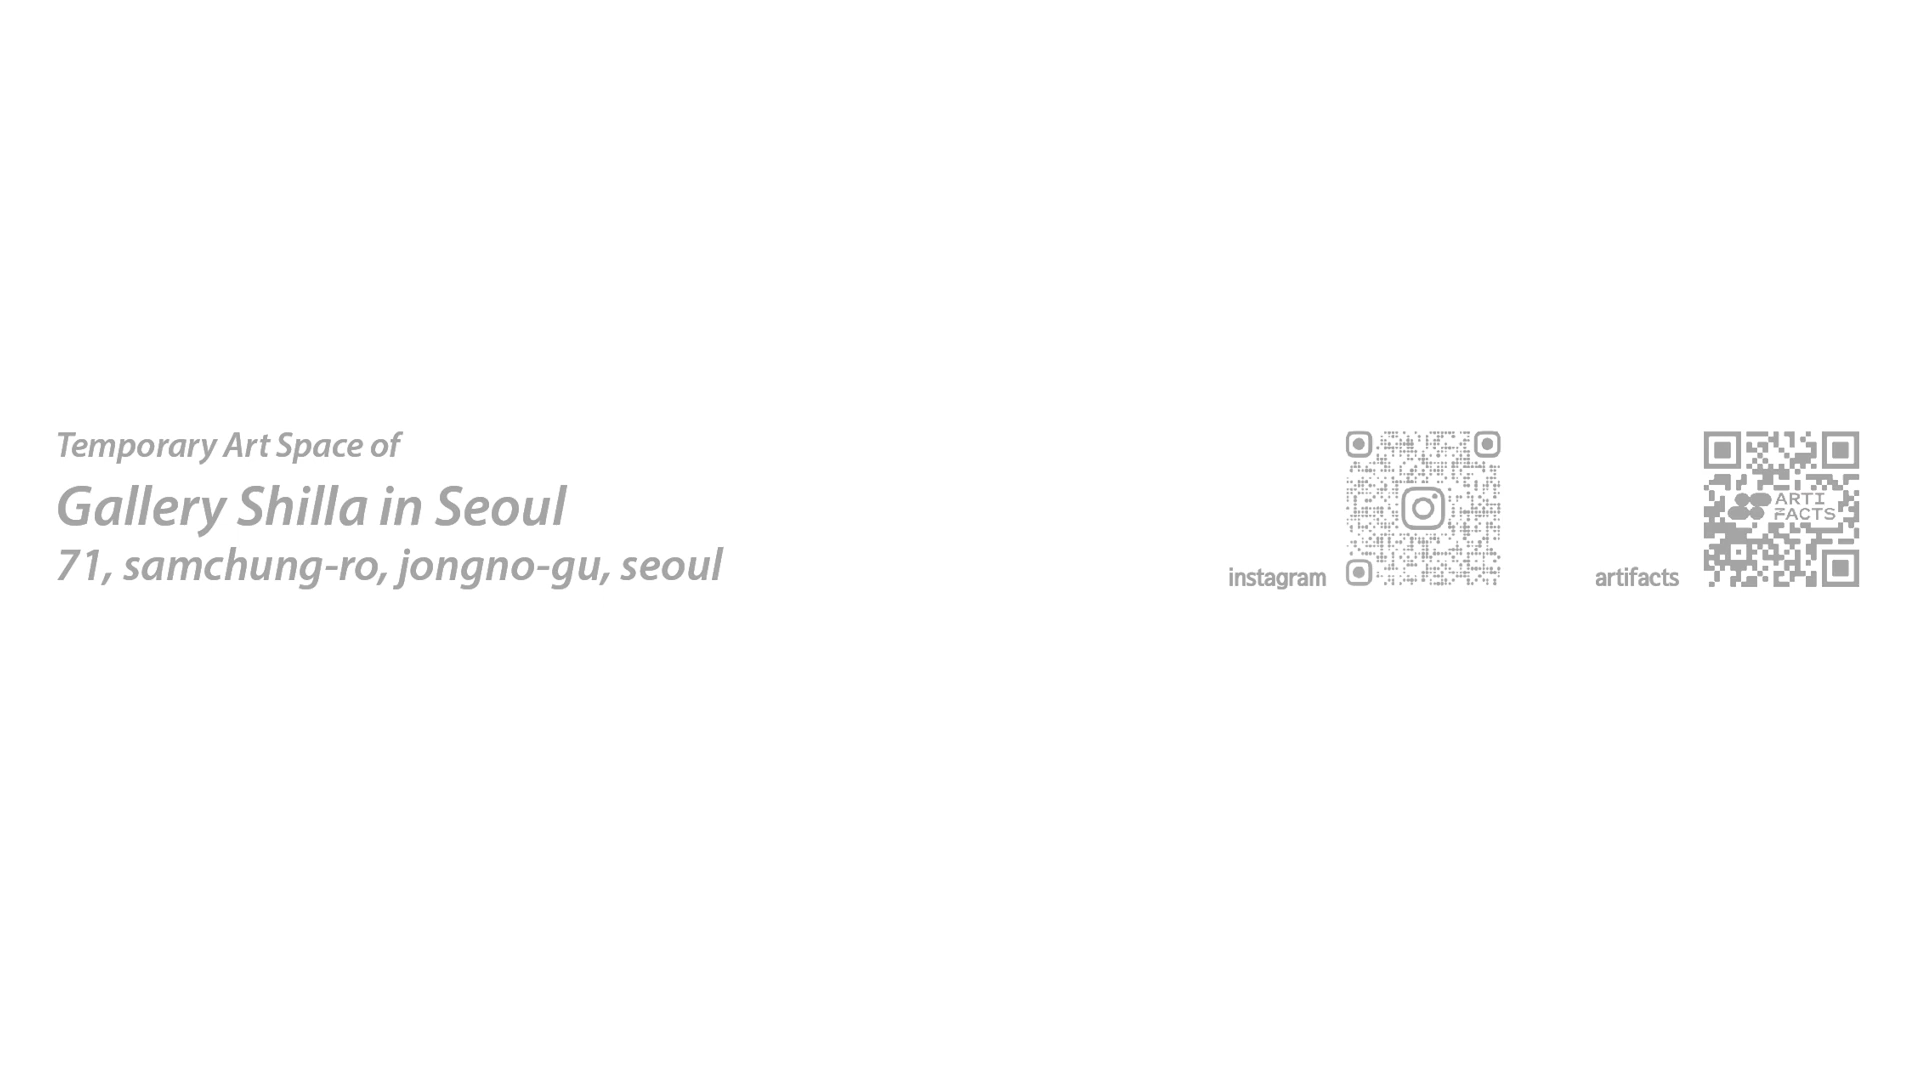 Temporary Art Space of
Gallery Shilla in Seoul
71, samchung-ro, jongno-gu, seoul
instagram
artifacts
ARTI
FACTS